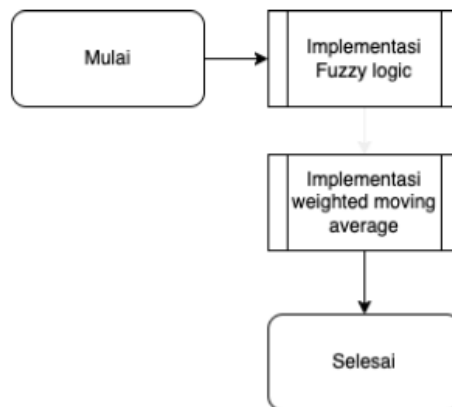 Mulai
Implementasi
Fuzzy logic
Implementasi
weighted moving
average
Selesai